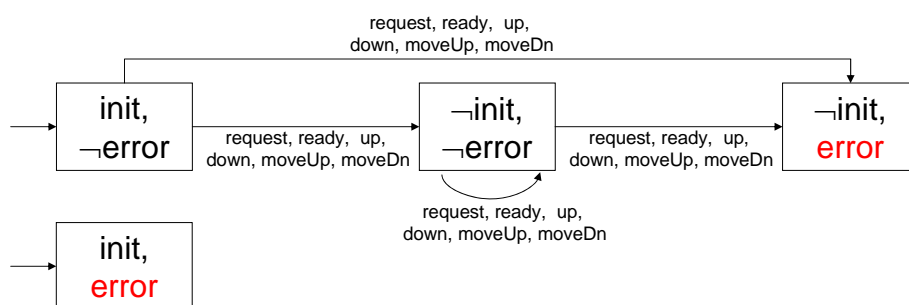 request, ready, up,
down, moveUp, moveDn
init,
¬error
request, ready, up,
down, moveUp, moveDn
¬init,
¬error
request, ready, up,
down, moveUp, moveDn
¬init,
error
request, ready, up,
down, moveUp, moveDn
init,
error